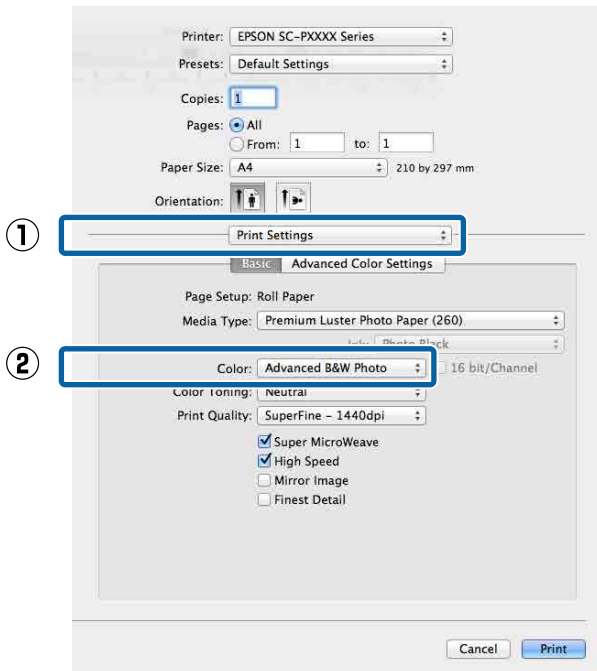 Printer: EPSON SC-PXXXX Series
Presets: Default Settings
Copies: 1
Pages: All
From: 1 to: 1
Paper Size: A4 210 by 297 mm
Orientation:
1 Print Settings
Basic Advanced Color Settings
Page Setup: Roll Paper
Media Type: Premium Luster Photo Paper (260)
Ink: Photo Black
2 Color: Advanced B&W Photo 16 bit/Channel
Color Toning: Neutral
Print Quality: SuperFine - 1440dpi
Super MicroWeave
High Speed
Mirror Image
Finest Detail
Cancel Print